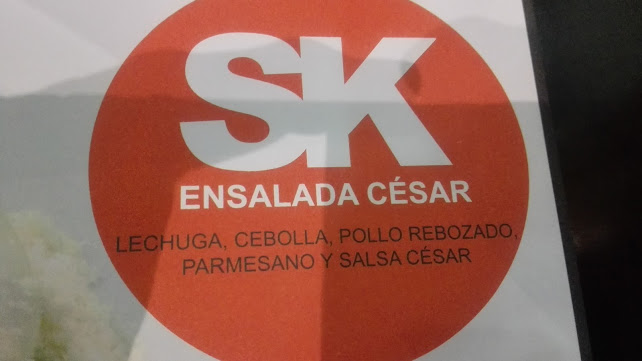 SK
ENSALADA CÉSAR
LECHUGA, CEBOLLA, POLLO REBOZADO,
PARMESANO Y SALSA CÉSAR